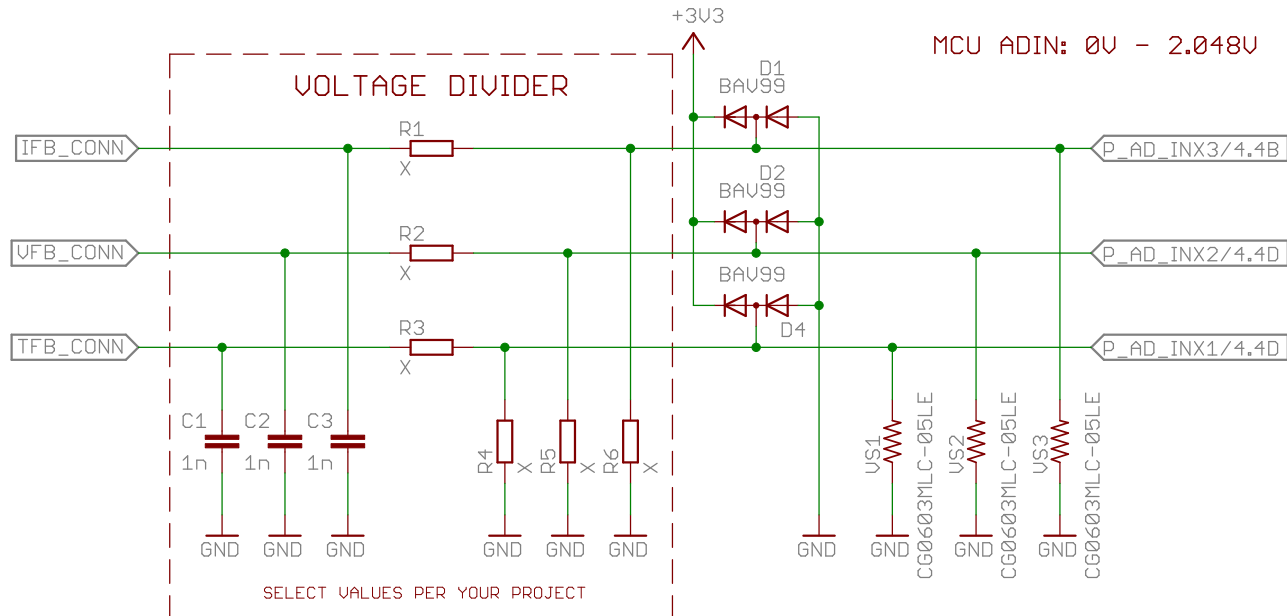 +3V3
MCU ADIN: 0V - 2.048V
VOLTAGE DIVIDER
D1
BAV99
IFB_CONN
R1
X
P_AD_INX3/4.4B
D2
BAV99
VFB_CONN
R2
X
P_AD_INX2/4.4D
BAV99
D4
TFB_CONN
R3
X
P_AD_INX1/4.4D
C1
1n
C2
1n
C3
1n
R4
X
R5
X
R6
X
VS1
CG0603MLC-05LE
VS2
CG0603MLC-05LE
VS3
CG0603MLC-05LE
GND
GND
GND
GND
GND
GND
GND
GND
GND
GND
SELECT VALUES PER YOUR PROJECT